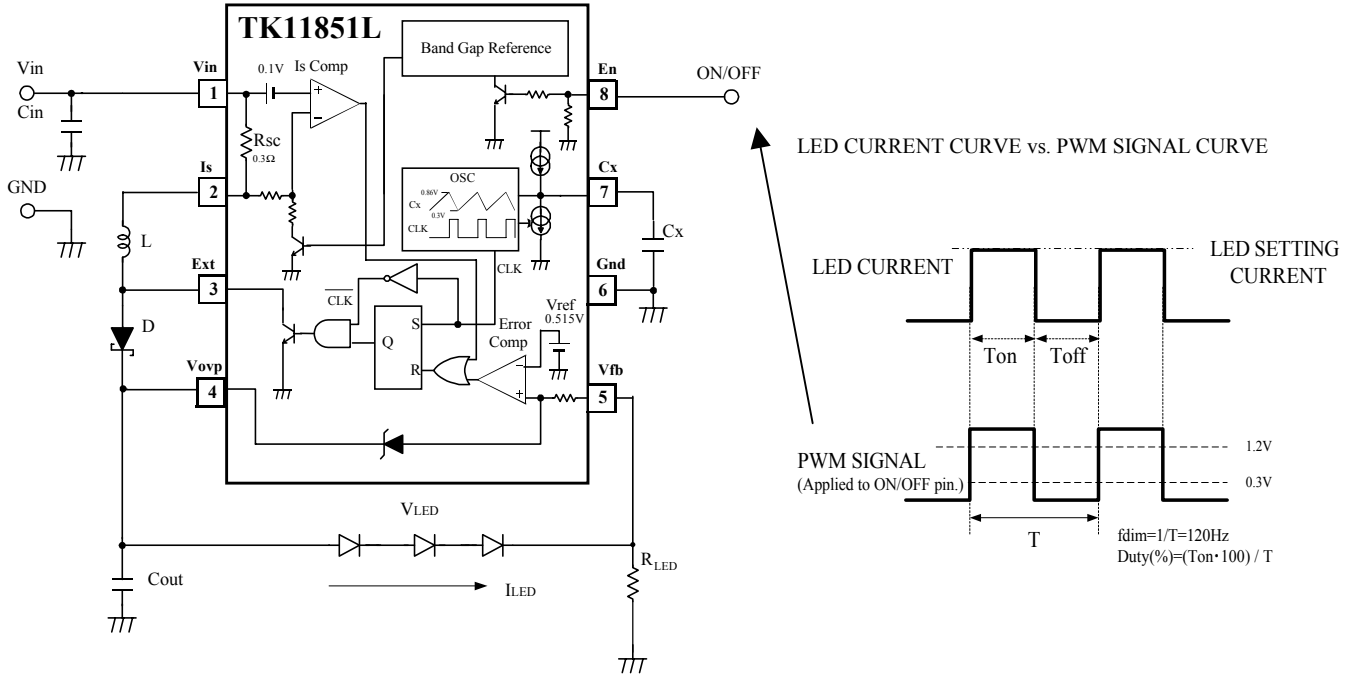 TK11851L
Band Gap Reference
Vin
Vin
0.1V
Is Comp
En
ON/OFF
1
+
8
Cin
−
Rsc
0.3Ω
LED CURRENT CURVE vs. PWM SIGNAL CURVE
Is
OSC
Cx
GND
2
0.86V
Cx
0.3V
CLK
7
L
Cx
Ext
CLK
Gnd
LED CURRENT
LED SETTING
CURRENT
3
CLK
6
Vref
0.515V
D
S
Error
Comp
Q
Ton
Toff
Vovp
R
−
Vfb
4
+
5
PWM SIGNAL
(Applied to ON/OFF pin.)
1.2V
0.3V
VLED
T
fdim=1/T=120Hz
Duty(%)=(Ton・100) / T
RLED
Cout
ILED